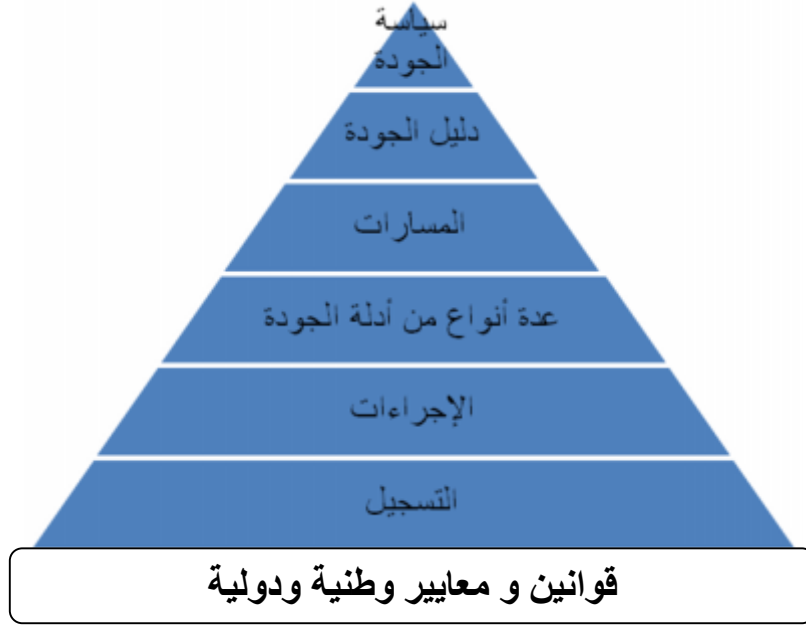 سياسة
الجودة
دليل الجودة
المسارات
عدة أنواع من أدلة الجودة
الإجراءات
التسجيل
قوانين و معايير وطنية ودولية